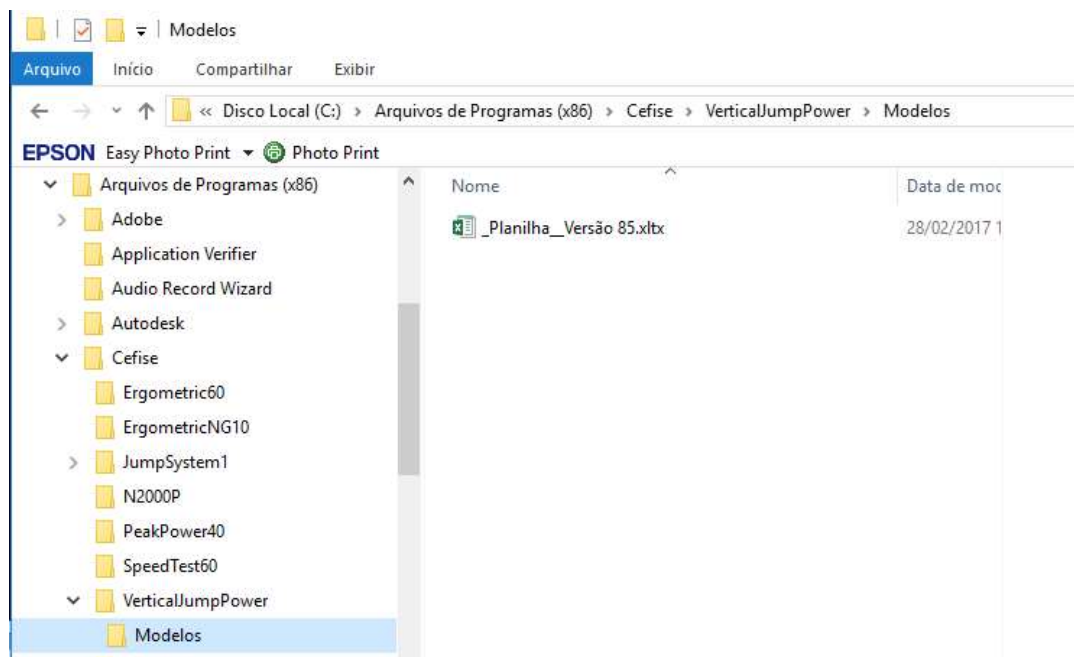 Modelos
Arquivo Início Compartilhar Exibir
« Disco Local (C:) > Arquivos de Programas (x86) > Cefise > VerticalJumpPower > Modelos
EPSON Easy Photo Print Photo Print
Arquivos de Programas (x86)
Adobe
Application Verifier
Audio Record Wizard
Autodesk
Cefise
Ergometric60
ErgometricNG10
JumpSystem1
N2000P
PeakPower40
SpeedTest60
VerticalJumpPower
Modelos
Nome Data de moc
_Planilha__Versão 85.xltx 28/02/2017 1